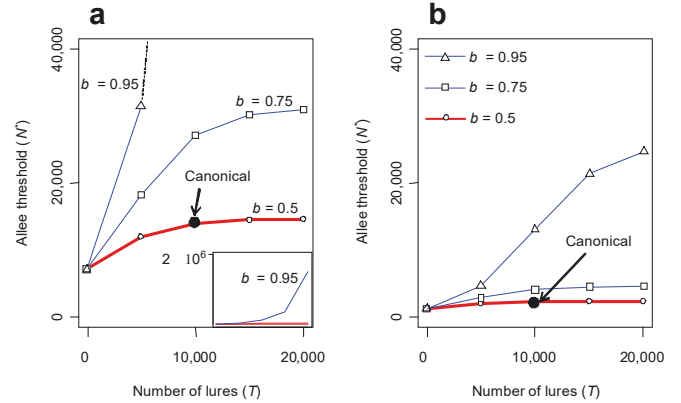 a
40,000
20,000
0
Allee threshold (N*)
b = 0.95
b = 0.75
Canonical
b = 0.5
2 10⁶
b = 0.95
0
10,000
20,000
Number of lures (T)
b
40,000
20,000
0
Allee threshold (N*)
b = 0.95
b = 0.75
b = 0.5
Canonical
0
10,000
20,000
Number of lures (T)